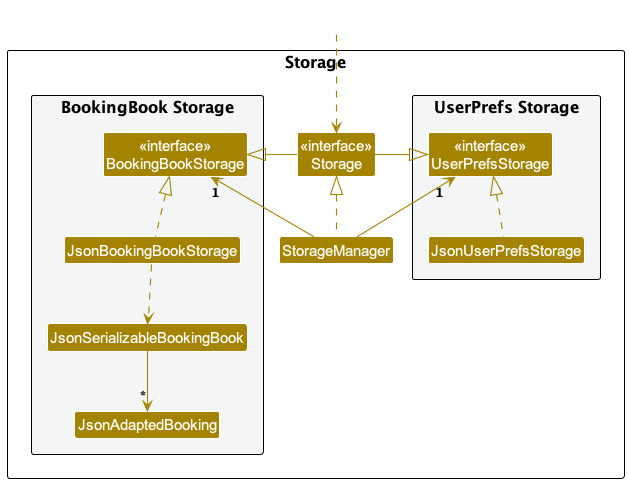 Storage
BookingBook Storage
UserPrefs Storage
«interface»
BookingBookStorage
«interface»
Storage
«interface»
UserPrefsStorage
1
1
JsonBookingBookStorage
StorageManager
JsonUserPrefsStorage
JsonSerializableBookingBook
*
JsonAdaptedBooking